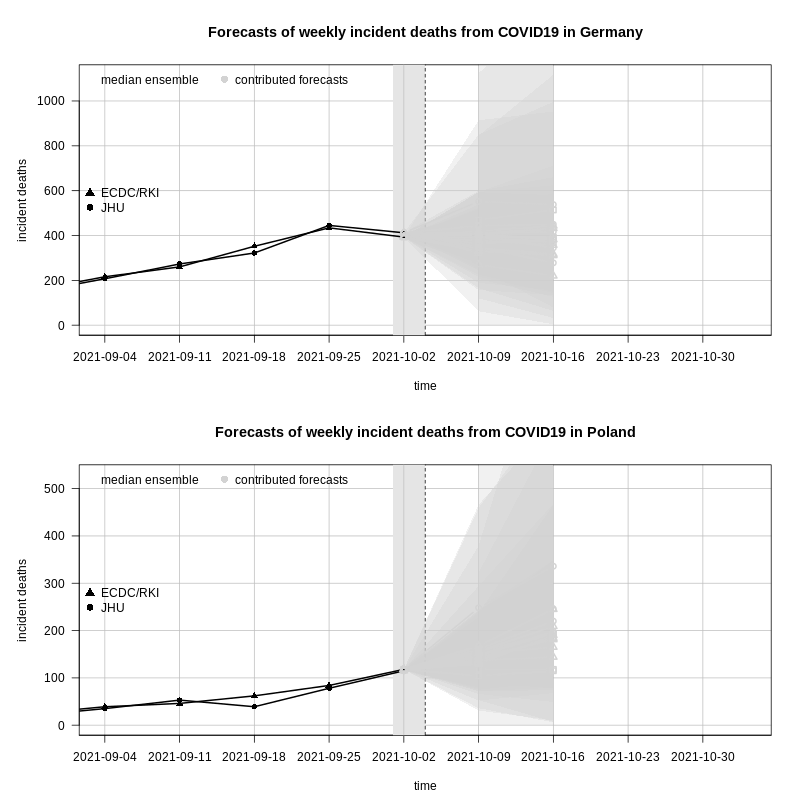 Forecasts of weekly incident deaths from COVID19 in Germany
median ensemble contributed forecasts
1000
800
600
400
200
0
incident deaths
ECDC/RKI
JHU
2021-09-04 2021-09-11 2021-09-18 2021-09-25 2021-10-02 2021-10-09 2021-10-16 2021-10-23 2021-10-30
time
Forecasts of weekly incident deaths from COVID19 in Poland
median ensemble contributed forecasts
500
400
300
200
100
0
incident deaths
ECDC/RKI
JHU
2021-09-04 2021-09-11 2021-09-18 2021-09-25 2021-10-02 2021-10-09 2021-10-16 2021-10-23 2021-10-30
time